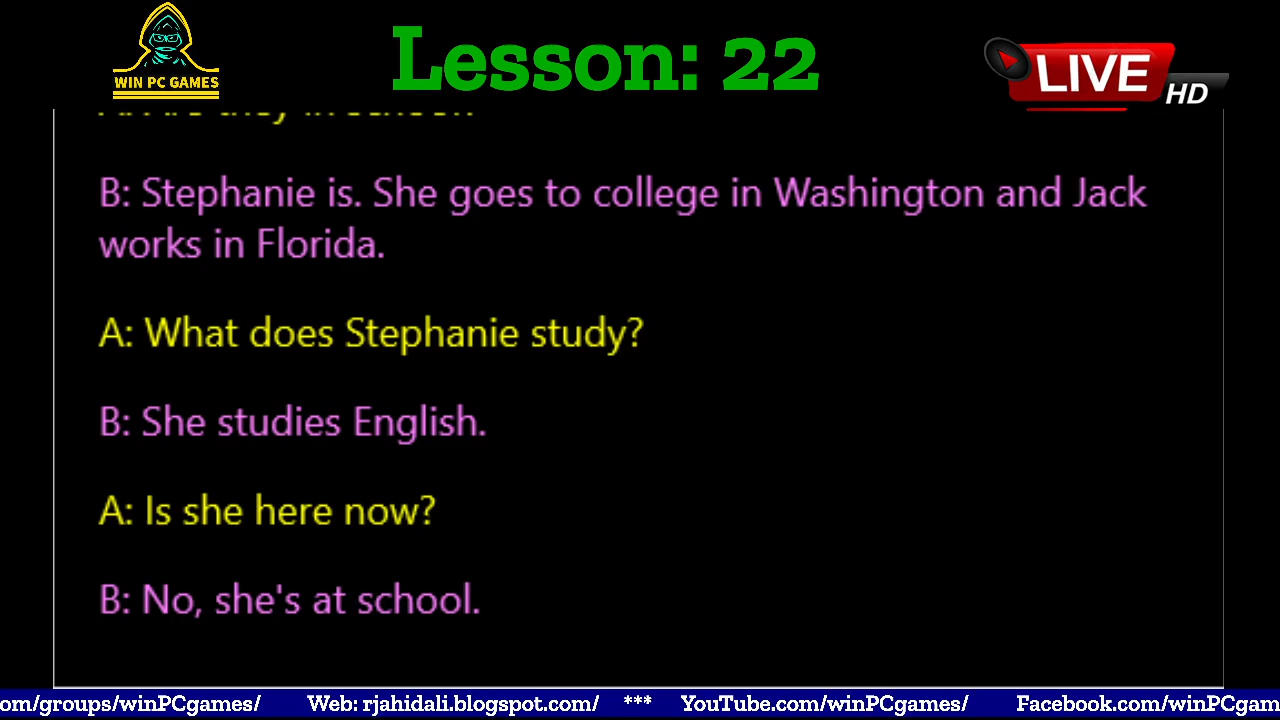 WIN PC GAMES
Lesson: 22
LIVE
HD
B: Stephanie is. She goes to college in Washington and Jack
works in Florida.
A: What does Stephanie study?
B: She studies English.
A: Is she here now?
B: No, she's at school.
om/groups/winPCgames/ Web: rjahidali.blogspot.com/ *** YouTube.com/winPCgames/ Facebook.com/winPCgam